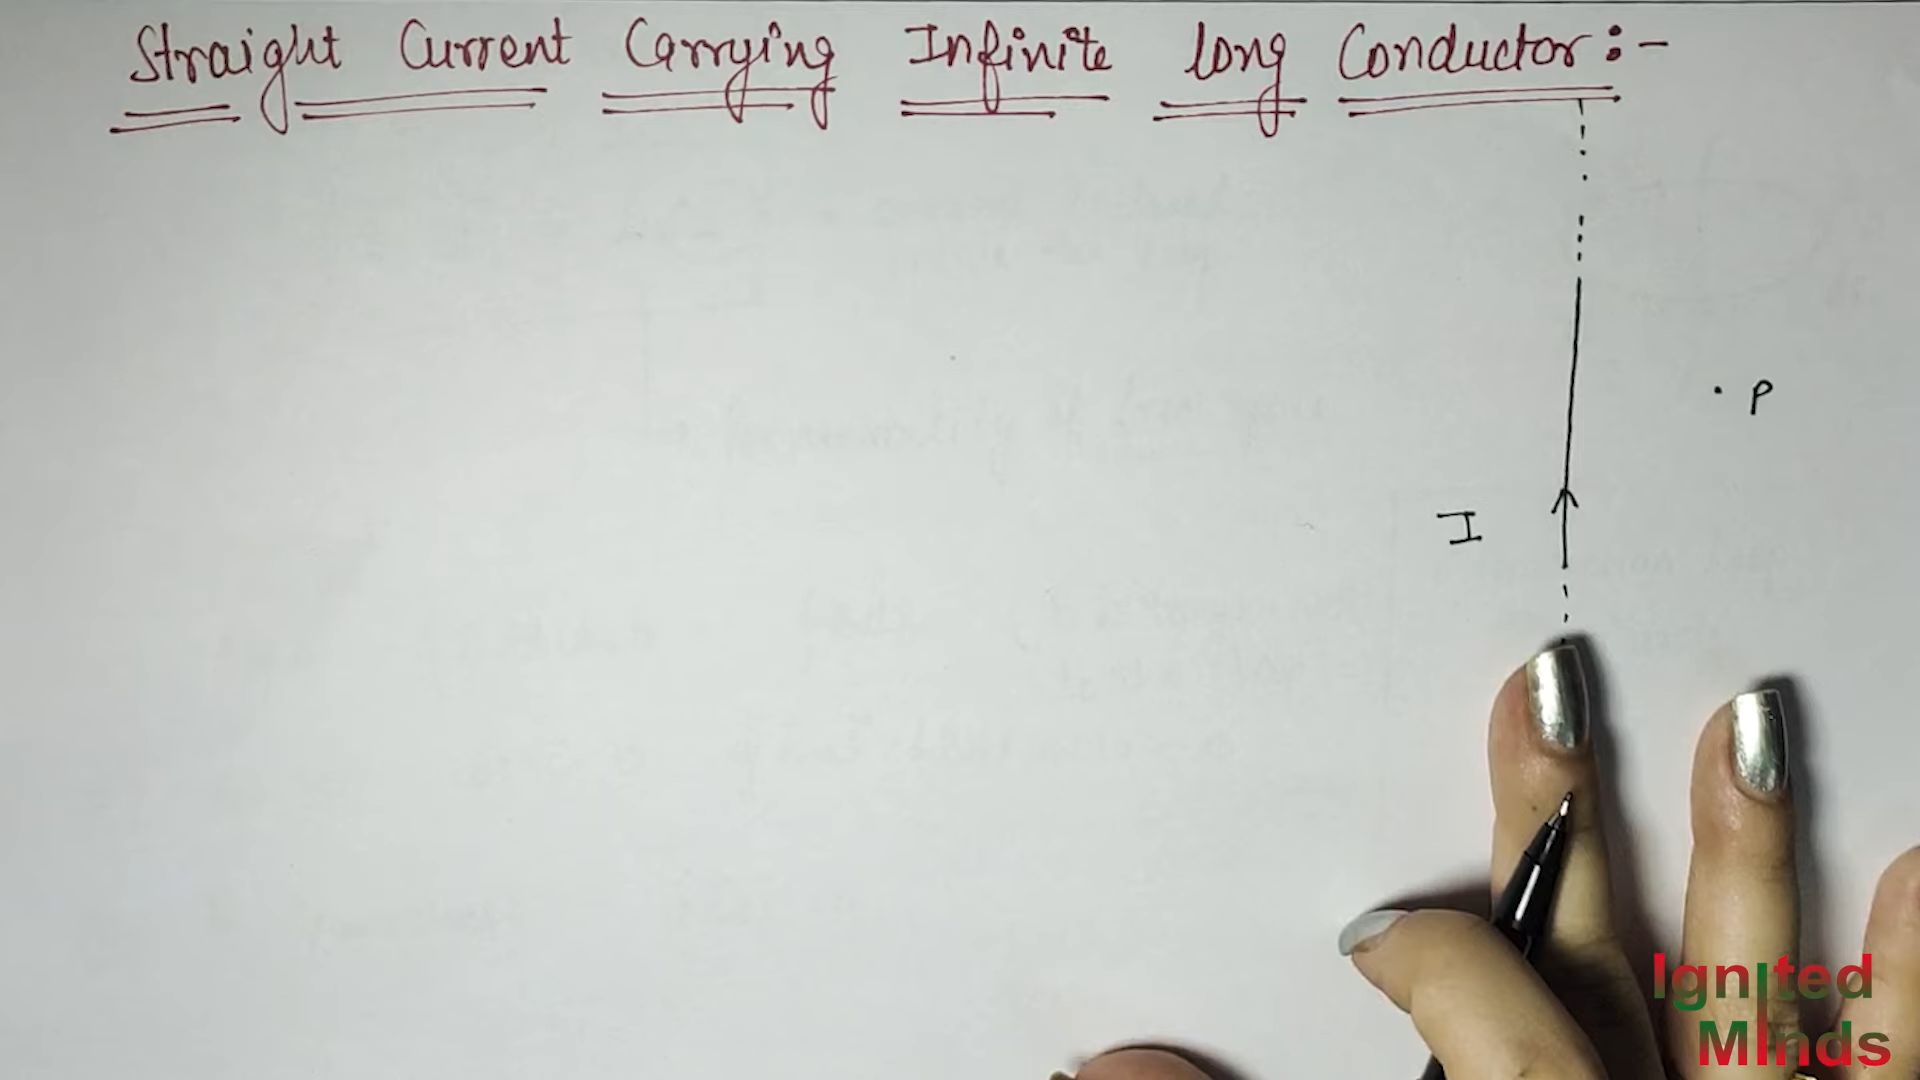 Straight Current Carrying Infinite long Conductor:-
P
I
Ignited
Minds